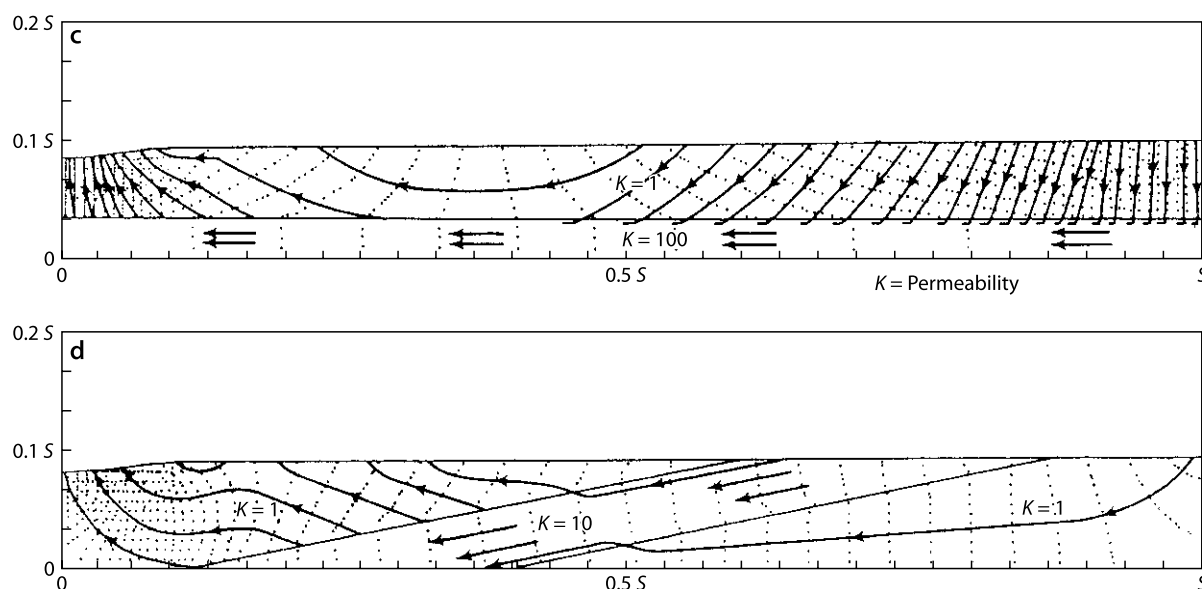 0.2 S
c
0.1 S
K = 1
K = 100
0
0
0.5 S
S
K = Permeability
0.2 S
d
0.1 S
K = 1
K = 10
K = 1
0
0
0.5 S
S